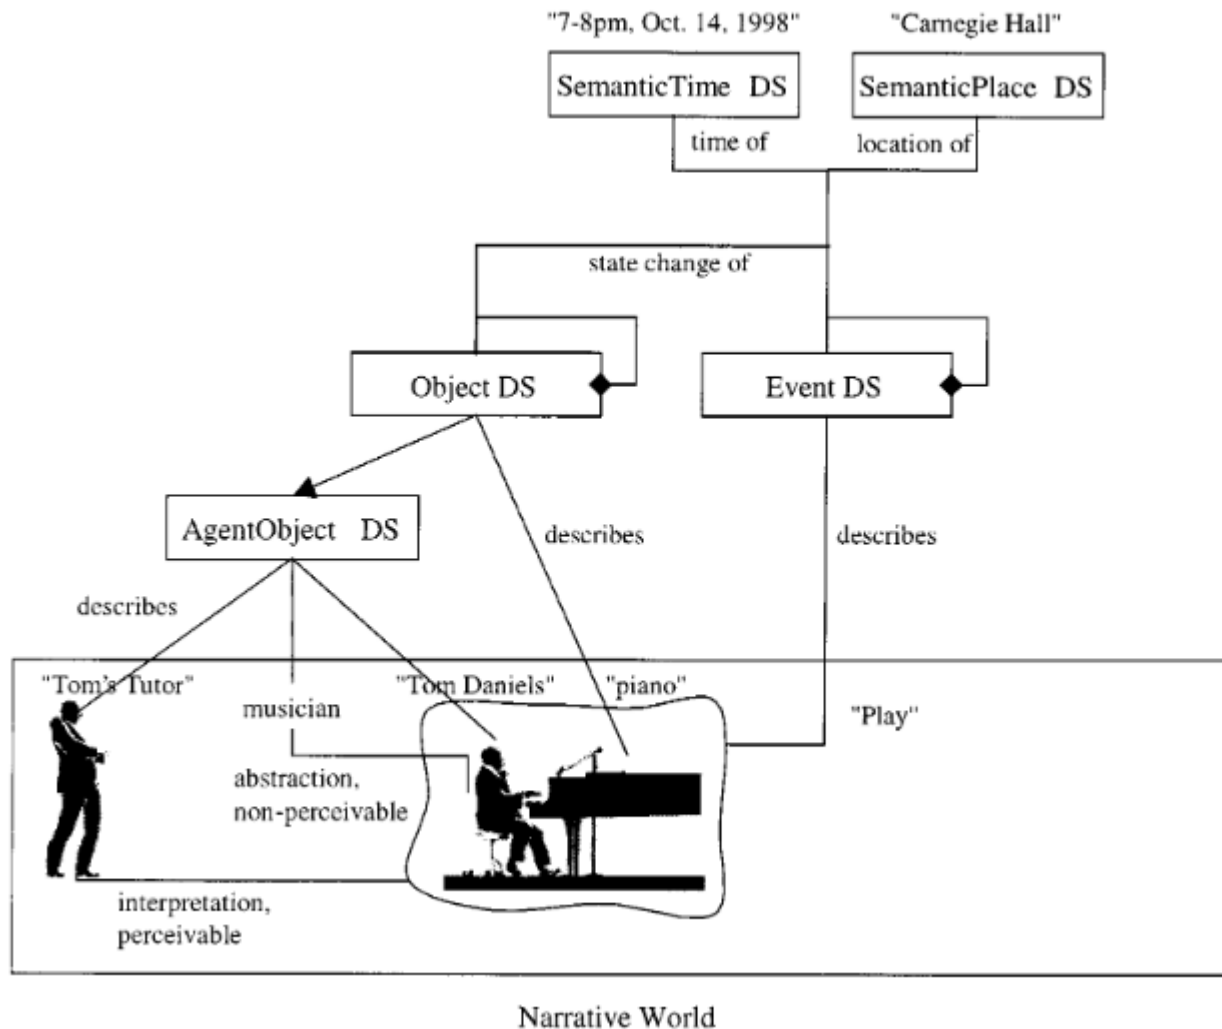 "7-8pm, Oct. 14, 1998"
"Carnegie Hall"
SemanticTime DS
SemanticPlace DS
time of
location of
state change of
Object DS
Event DS
AgentObject DS
describes
describes
describes
"Tom's Tutor"
"Tom Daniels"
"piano"
musician
"Play"
abstraction,
non-perceivable
interpretation,
perceivable
Narrative World